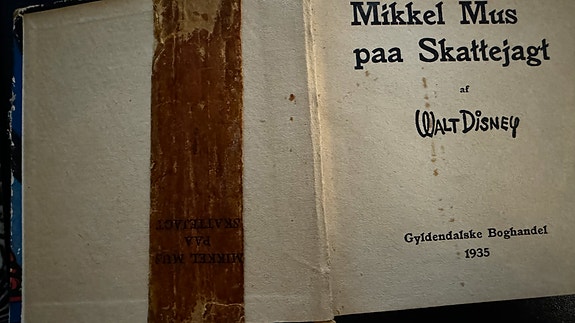 MIKKEL MUS
PAA
SKATTEJAGT
Mikkel Mus
paa Skattejagt
af
WALT DISNEY
Gyldendalske Boghandel
1935